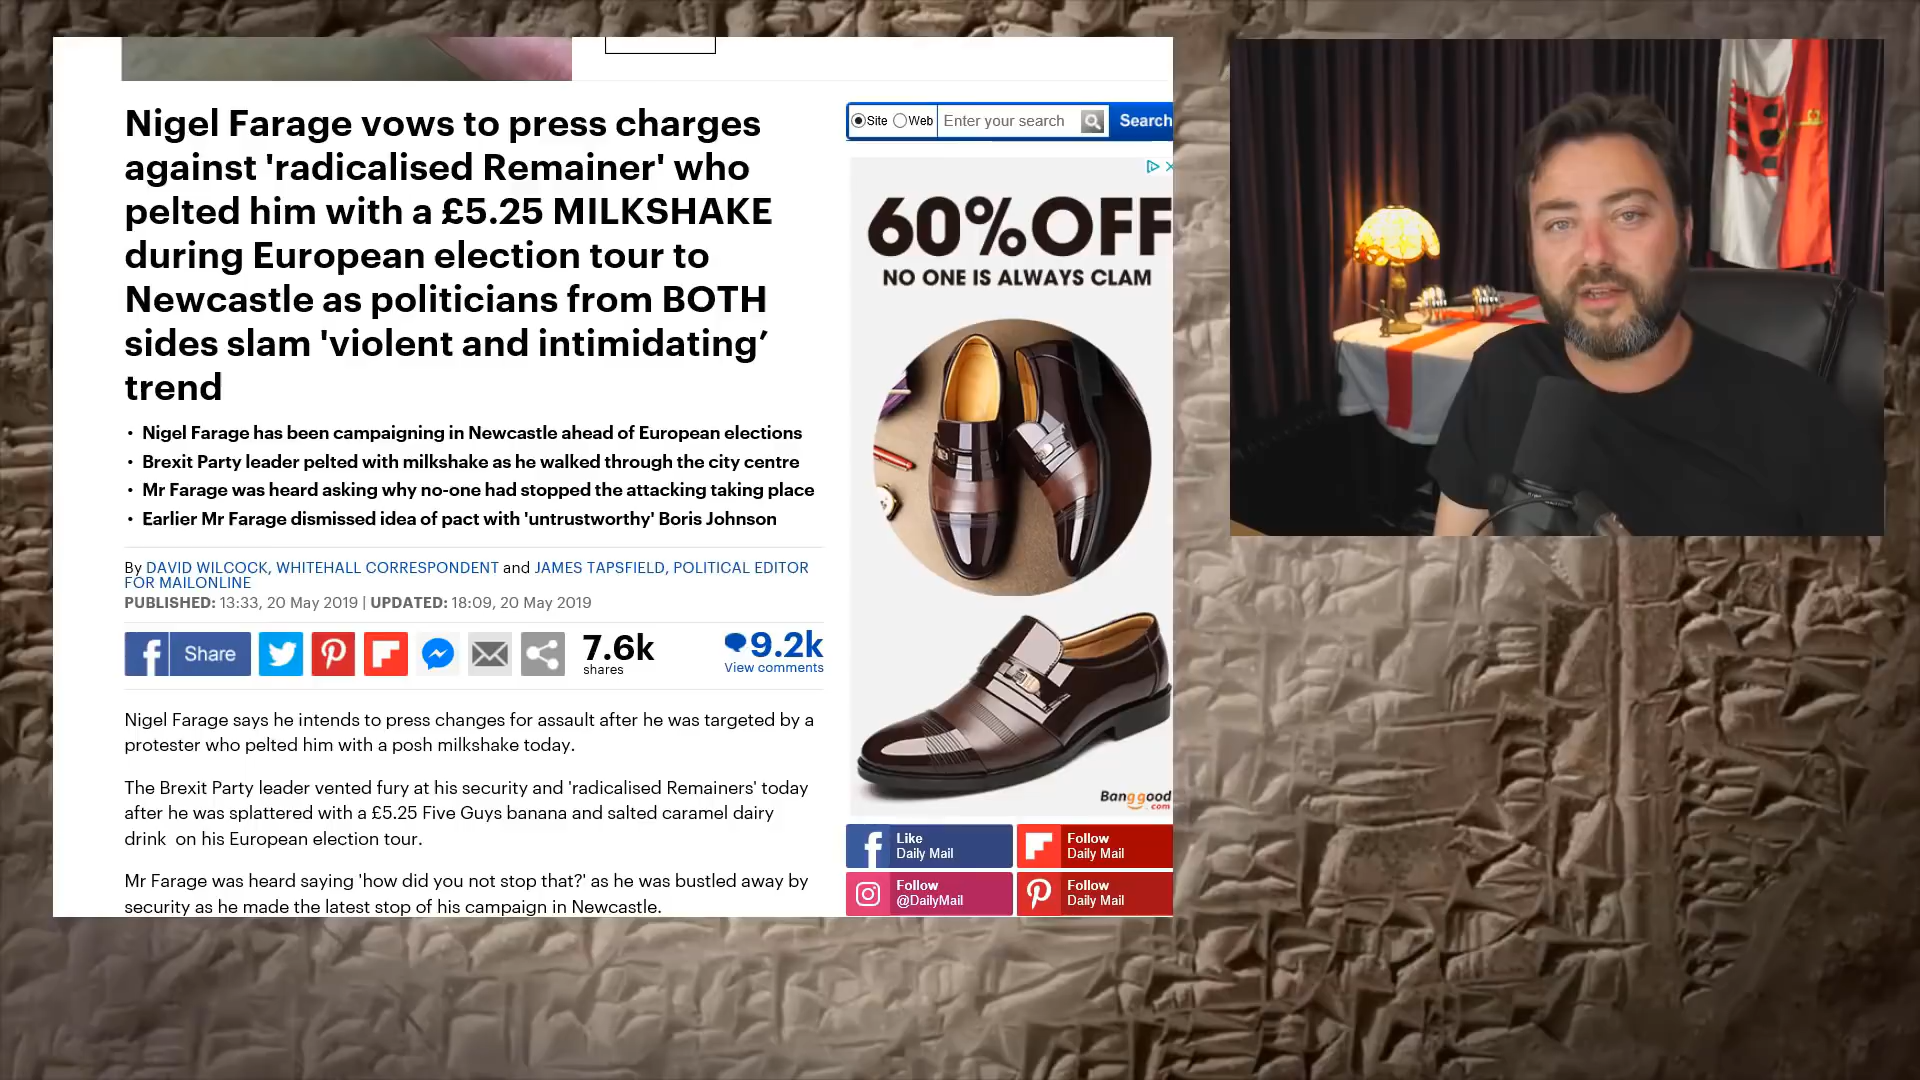 Nigel Farage vows to press charges
against 'radicalised Remainer' who
pelted him with a £5.25 MILKSHAKE
during European election tour to
Newcastle as politicians from BOTH
sides slam 'violent and intimidating’
trend
• Nigel Farage has been campaigning in Newcastle ahead of European elections
• Brexit Party leader pelted with milkshake as he walked through the city centre
• Mr Farage was heard asking why no-one had stopped the attacking taking place
• Earlier Mr Farage dismissed idea of pact with 'untrustworthy' Boris Johnson
By DAVID WILCOCK, WHITEHALL CORRESPONDENT and JAMES TAPSFIELD, POLITICAL EDITOR
FOR MAILONLINE
PUBLISHED: 13:33, 20 May 2019 | UPDATED: 18:09, 20 May 2019
Share
7.6k
shares
9.2k
View comments
Nigel Farage says he intends to press changes for assault after he was targeted by a
protester who pelted him with a posh milkshake today.
The Brexit Party leader vented fury at his security and 'radicalised Remainers' today
after he was splattered with a £5.25 Five Guys banana and salted caramel dairy
drink on his European election tour.
Mr Farage was heard saying 'how did you not stop that?' as he was bustled away by
security as he made the latest stop of his campaign in Newcastle.
Site Web Enter your search Search
60%OFF
NO ONE IS ALWAYS CLAM
Banggood
.com
Like
Daily Mail
Follow
Daily Mail
Follow
@DailyMail
Follow
Daily Mail